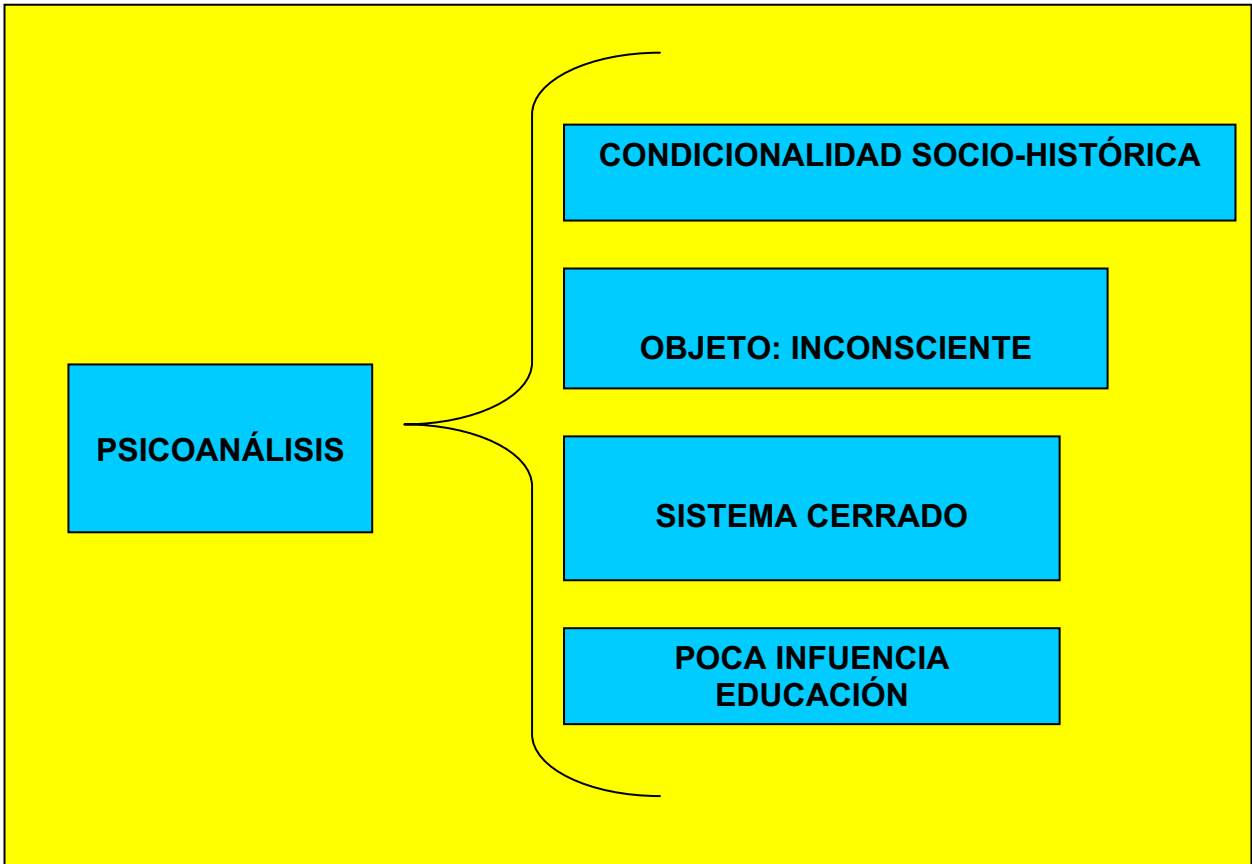 CONDICIONALIDAD SOCIO-HISTÓRICA
OBJETO: INCONSCIENTE
PSICOANÁLISIS
SISTEMA CERRADO
POCA INFUENCIA
EDUCACIÓN